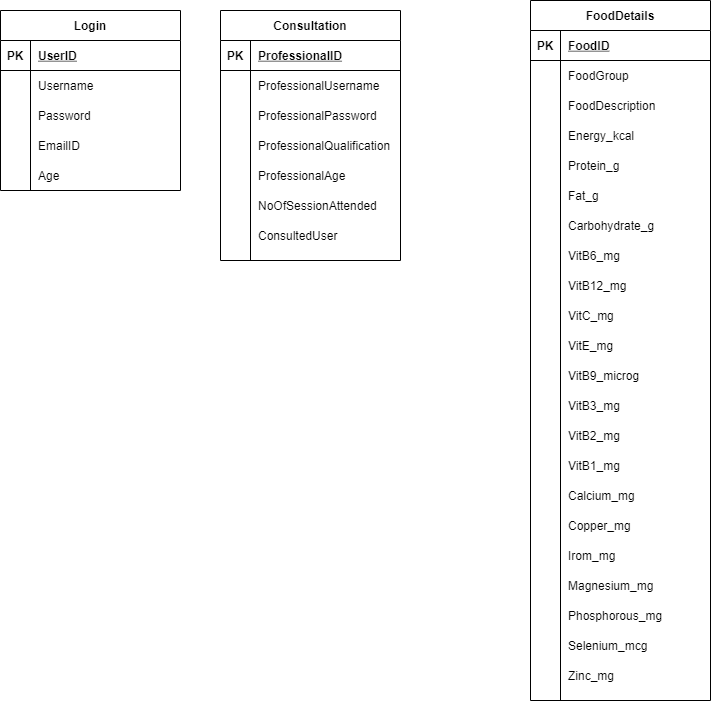 Login
PK UserID
Username
Password
EmailID
Age
Consultation
PK ProfessionalID
ProfessionalUsername
ProfessionalPassword
ProfessionalQualification
ProfessionalAge
NoOfSessionAttended
ConsultedUser
FoodDetails
PK FoodID
FoodGroup
FoodDescription
Energy_kcal
Protein_g
Fat_g
Carbohydrate_g
VitB6_mg
VitB12_mg
VitC_mg
VitE_mg
VitB9_microg
VitB3_mg
VitB2_mg
VitB1_mg
Calcium_mg
Copper_mg
Irom_mg
Magnesium_mg
Phosphorous_mg
Selenium_mcg
Zinc_mg